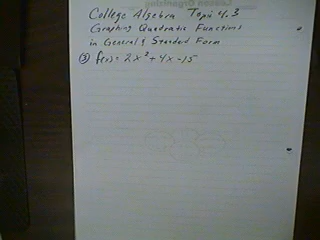 College Algebra Topic 4.3
Graphing Quadratic Functions
in General & Standard Form
③ f(x) = 2x² + 4x - 15